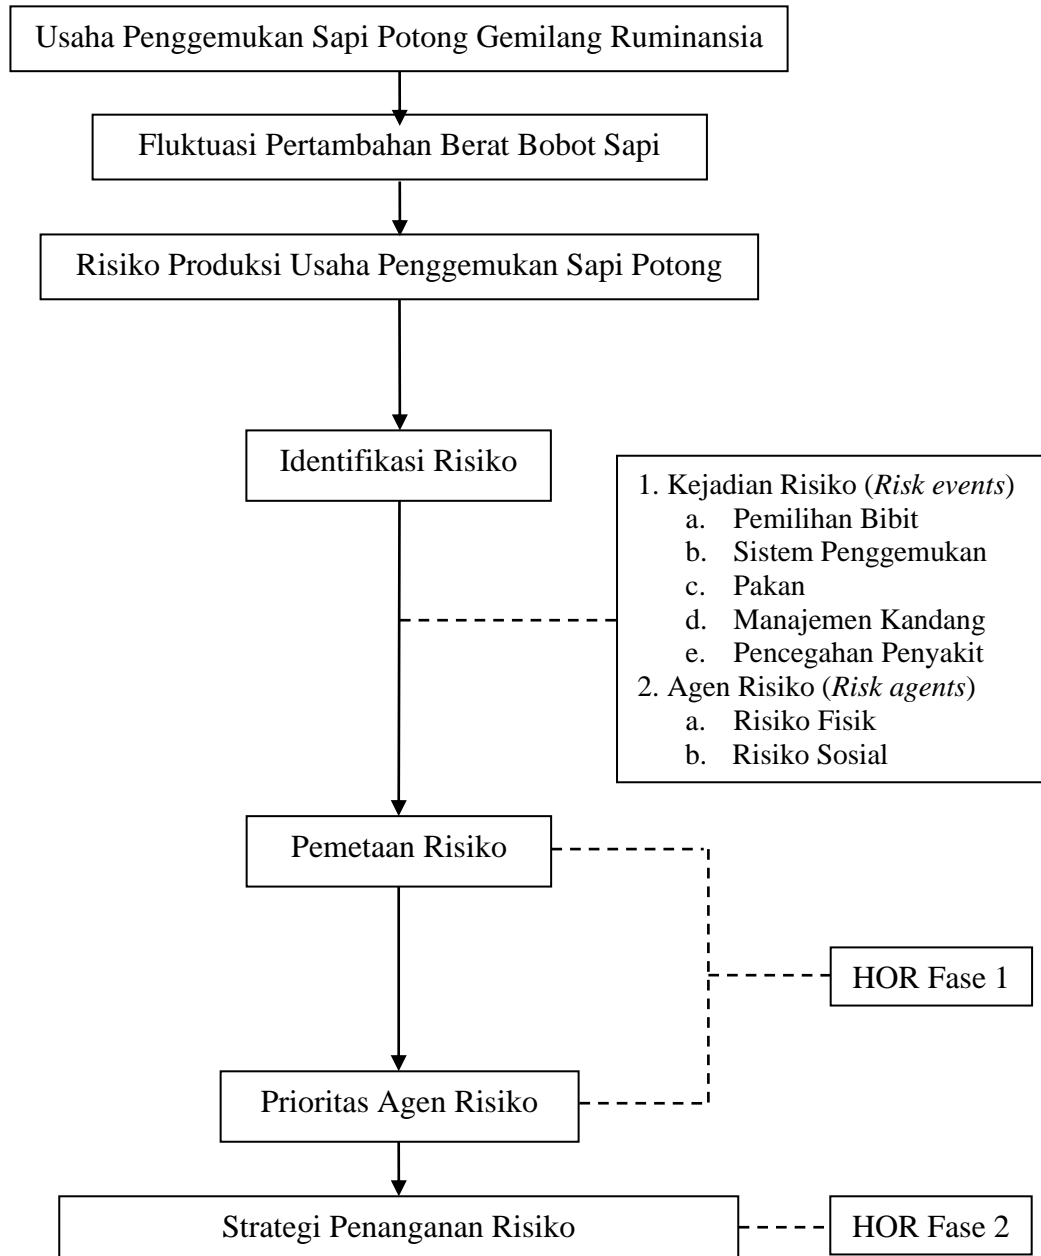 Usaha Penggemukan Sapi Potong Gemilang Ruminansia
Fluktuasi Pertambahan Berat Bobot Sapi
Risiko Produksi Usaha Penggemukan Sapi Potong
Identifikasi Risiko
1. Kejadian Risiko (Risk events)
a. Pemilihan Bibit
b. Sistem Penggemukan
c. Pakan
d. Manajemen Kandang
e. Pencegahan Penyakit
2. Agen Risiko (Risk agents)
a. Risiko Fisik
b. Risiko Sosial
Pemetaan Risiko
HOR Fase 1
Prioritas Agen Risiko
Strategi Penanganan Risiko
HOR Fase 2